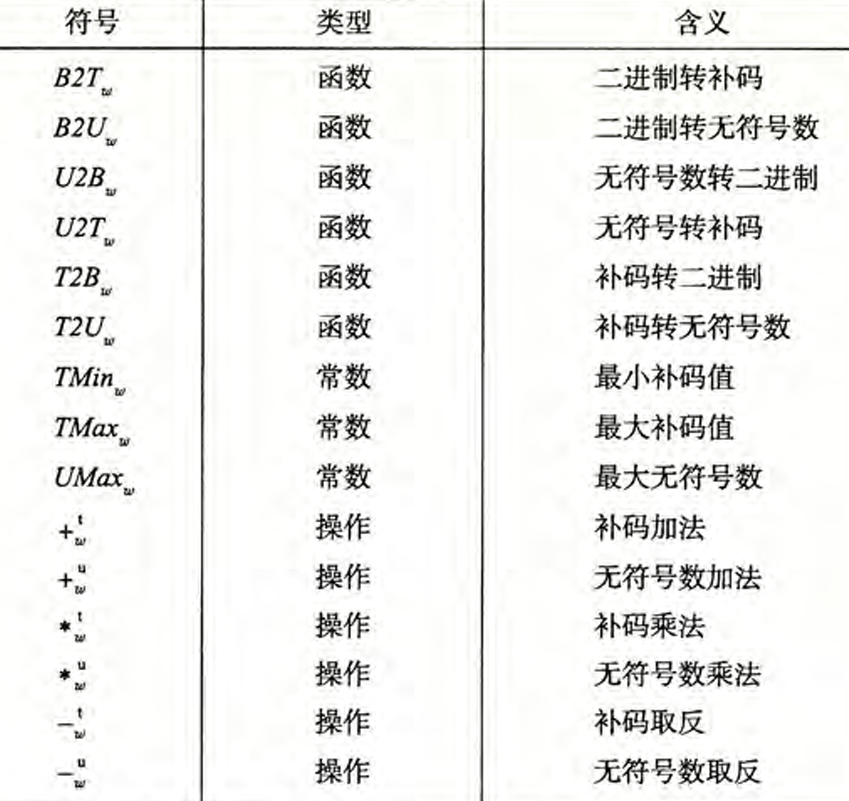 符号 类型 含义
B2T_w 函数 二进制转补码
B2U_w 函数 二进制转无符号数
U2B_w 函数 无符号数转二进制
U2T_w 函数 无符号转补码
T2B_w 函数 补码转二进制
T2U_w 函数 补码转无符号数
TMin_w 常数 最小补码值
TMax_w 常数 最大补码值
UMax_w 常数 最大无符号数
+^t_w 操作 补码加法
+^u_w 操作 无符号数加法
*^t_w 操作 补码乘法
*^u_w 操作 无符号数乘法
-^t_w 操作 补码取反
-^u_w 操作 无符号数取反